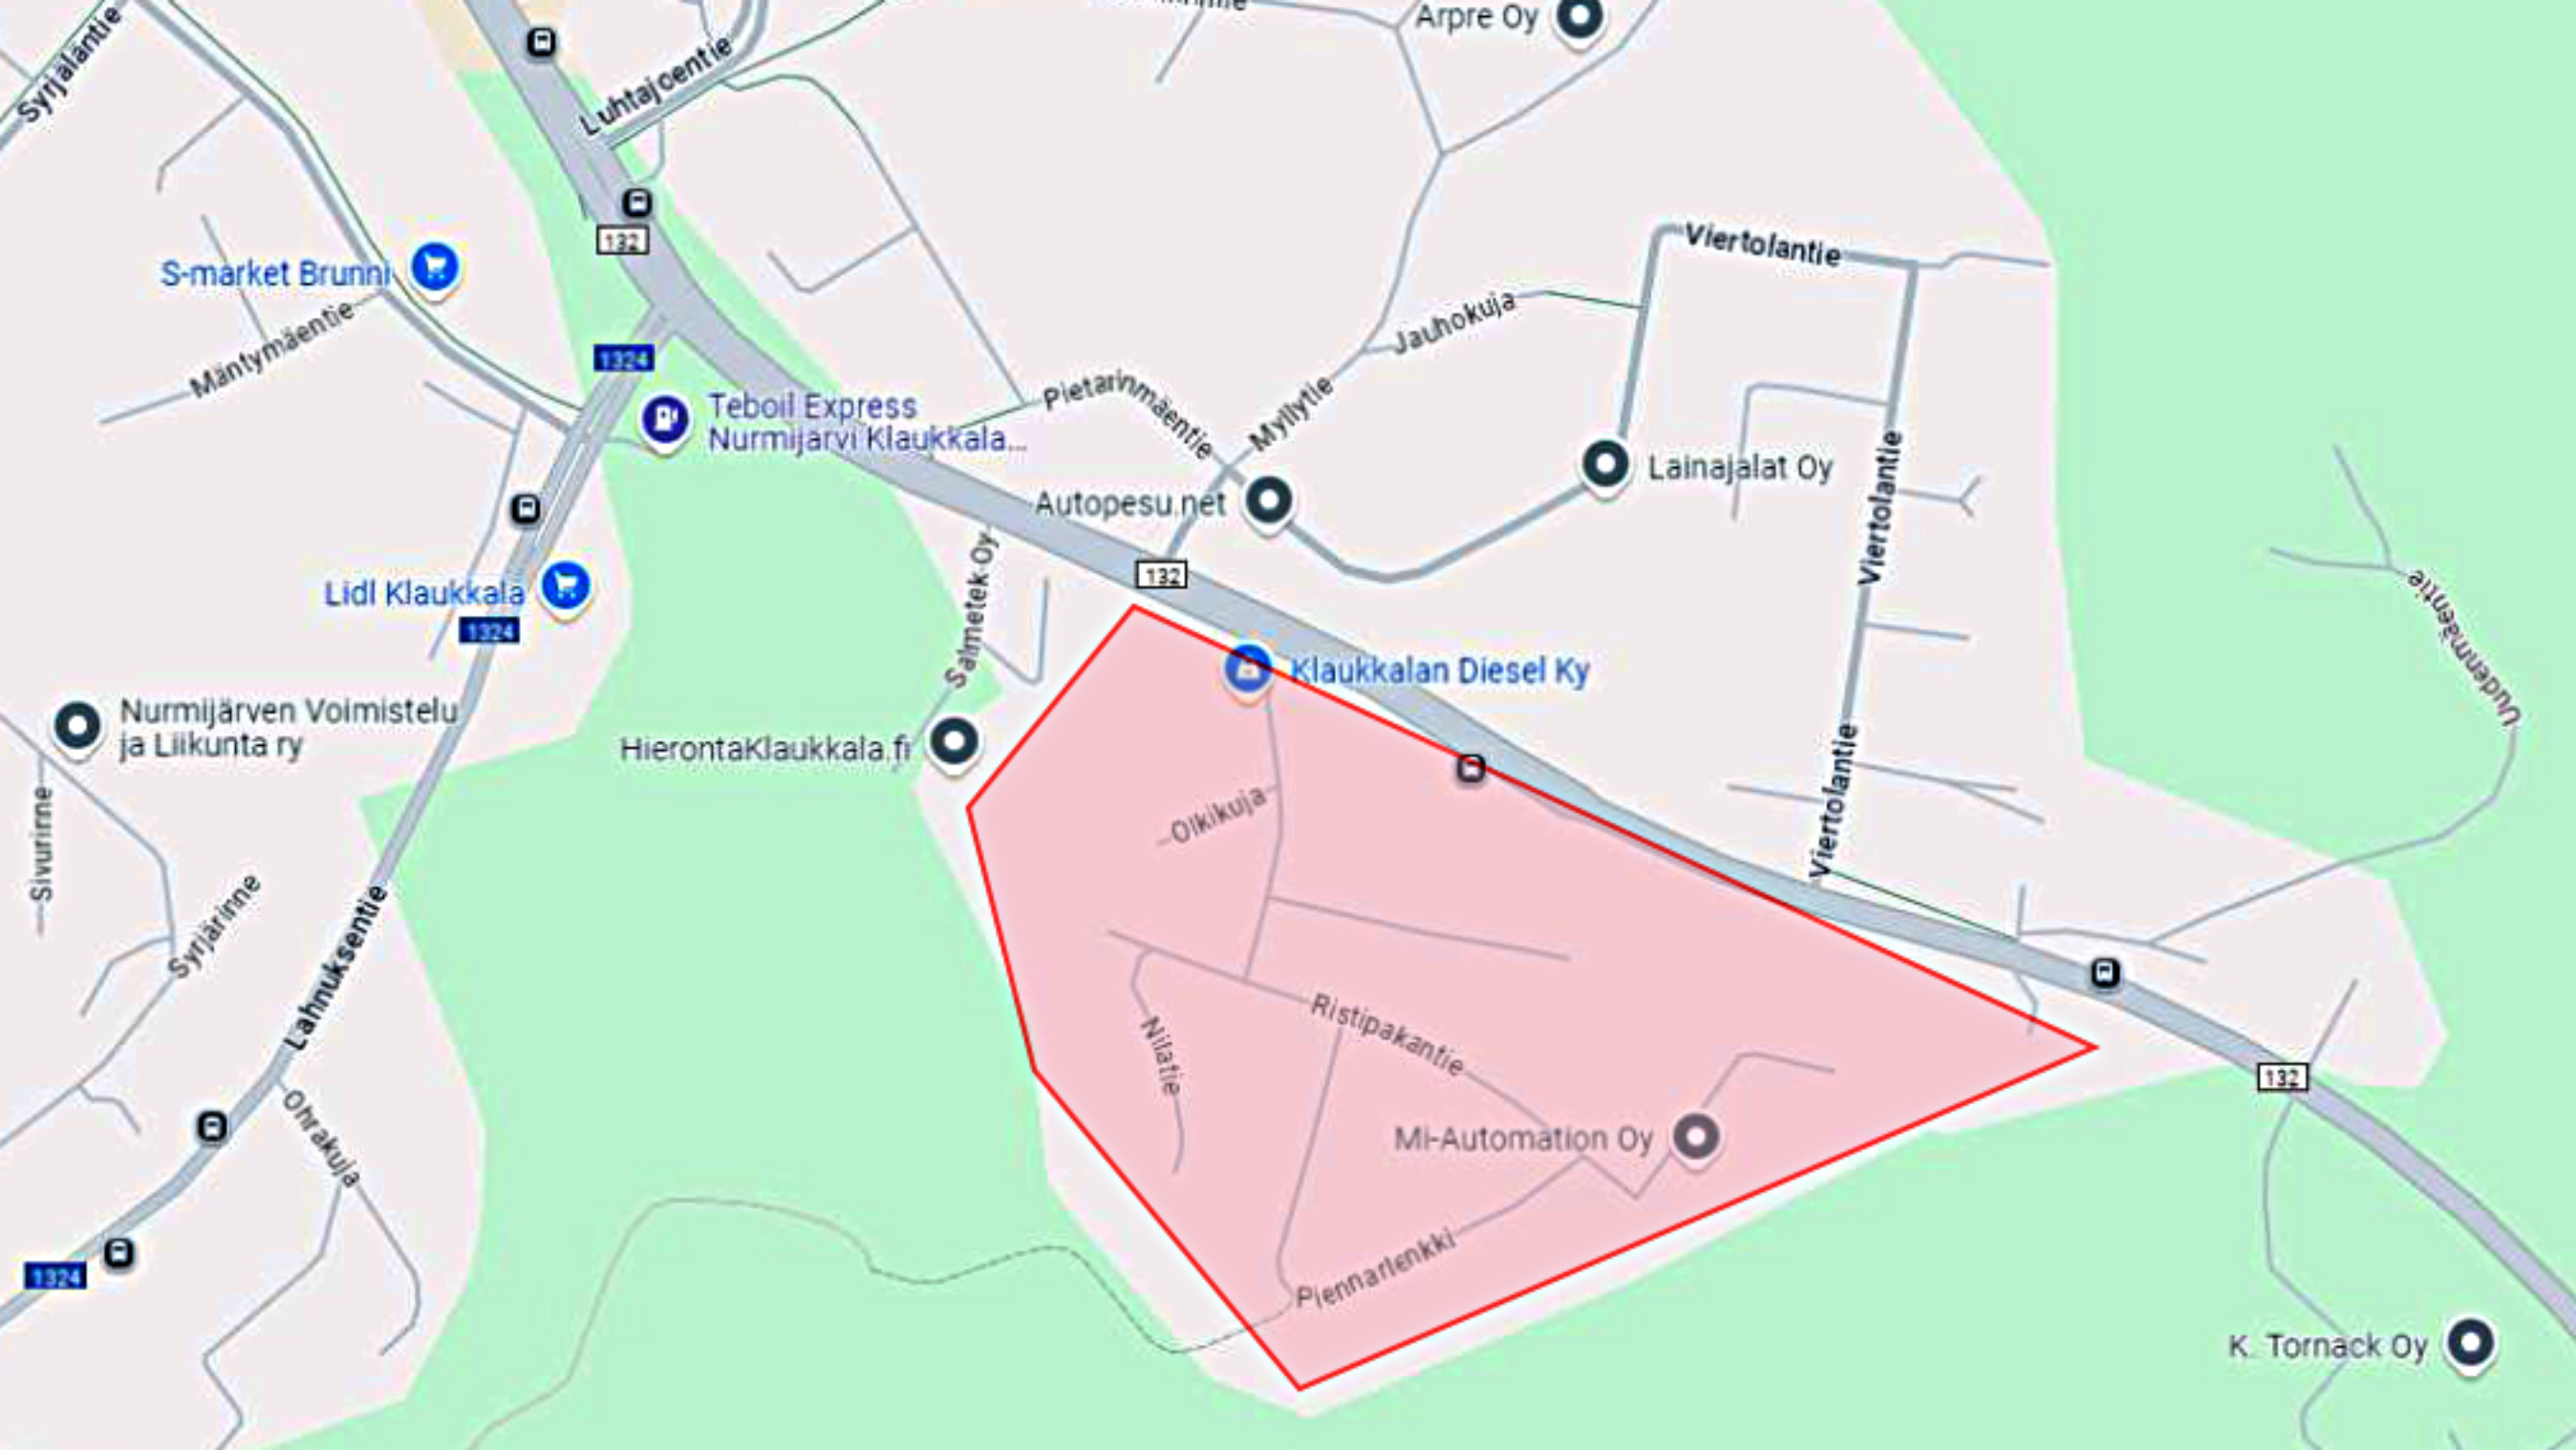 Syrjäläntie
Luhtajoentie
Arpre Oy
132
S-market Brunni
Mäntymäentie
1324
Teboil Express
Nurmijärvi Klaukkala...
Viertolantie
Jauhokuja
Pietarinmäentie
Myllytie
Autopesu.net
Lainajalat Oy
Viertolantie
132
Lidl Klaukkala
1324
Salmetek Oy
Uudenmäentie
Klaukkalan Diesel Ky
Nurmijärven Voimistelu
ja Liikunta ry
HierontaKlaukkala.fi
Viertolantie
Olkikuja
Sivurinne
Syrjärinne
Lahnuksentie
Ristipakantie
Nilatie
132
Ohrakuja
Mi-Automation Oy
Piennarlenkki
1324
K. Tornack Oy